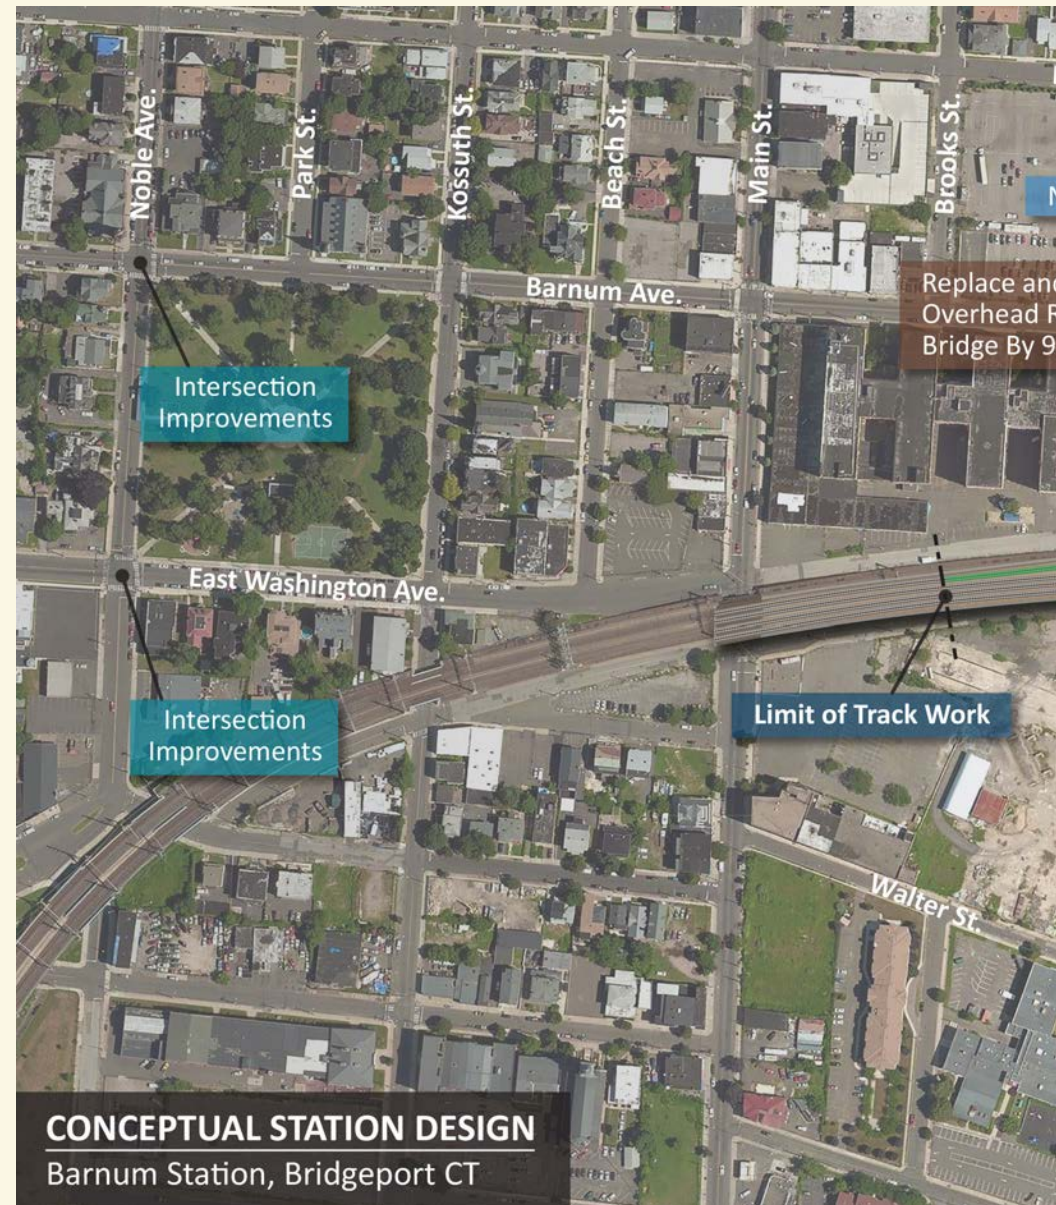 Noble Ave.
Park St.
Kossuth St.
Beach St.
Main St.
Brooks St.
N
Replace and
Overhead R
Bridge By 9
Barnum Ave.
Intersection
Improvements
East Washington Ave.
Intersection
Improvements
Limit of Track Work
Walter St.
CONCEPTUAL STATION DESIGN
Barnum Station, Bridgeport CT